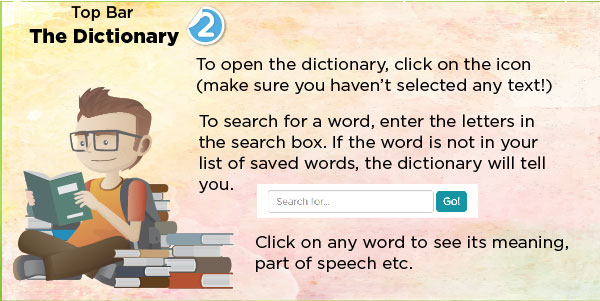 Top Bar
The Dictionary 2
To open the dictionary, click on the icon
(make sure you haven't selected any text!)
To search for a word, enter the letters in
the search box. If the word is not in your
list of saved words, the dictionary will tell
you.
Search for... Go!
Click on any word to see its meaning,
part of speech etc.